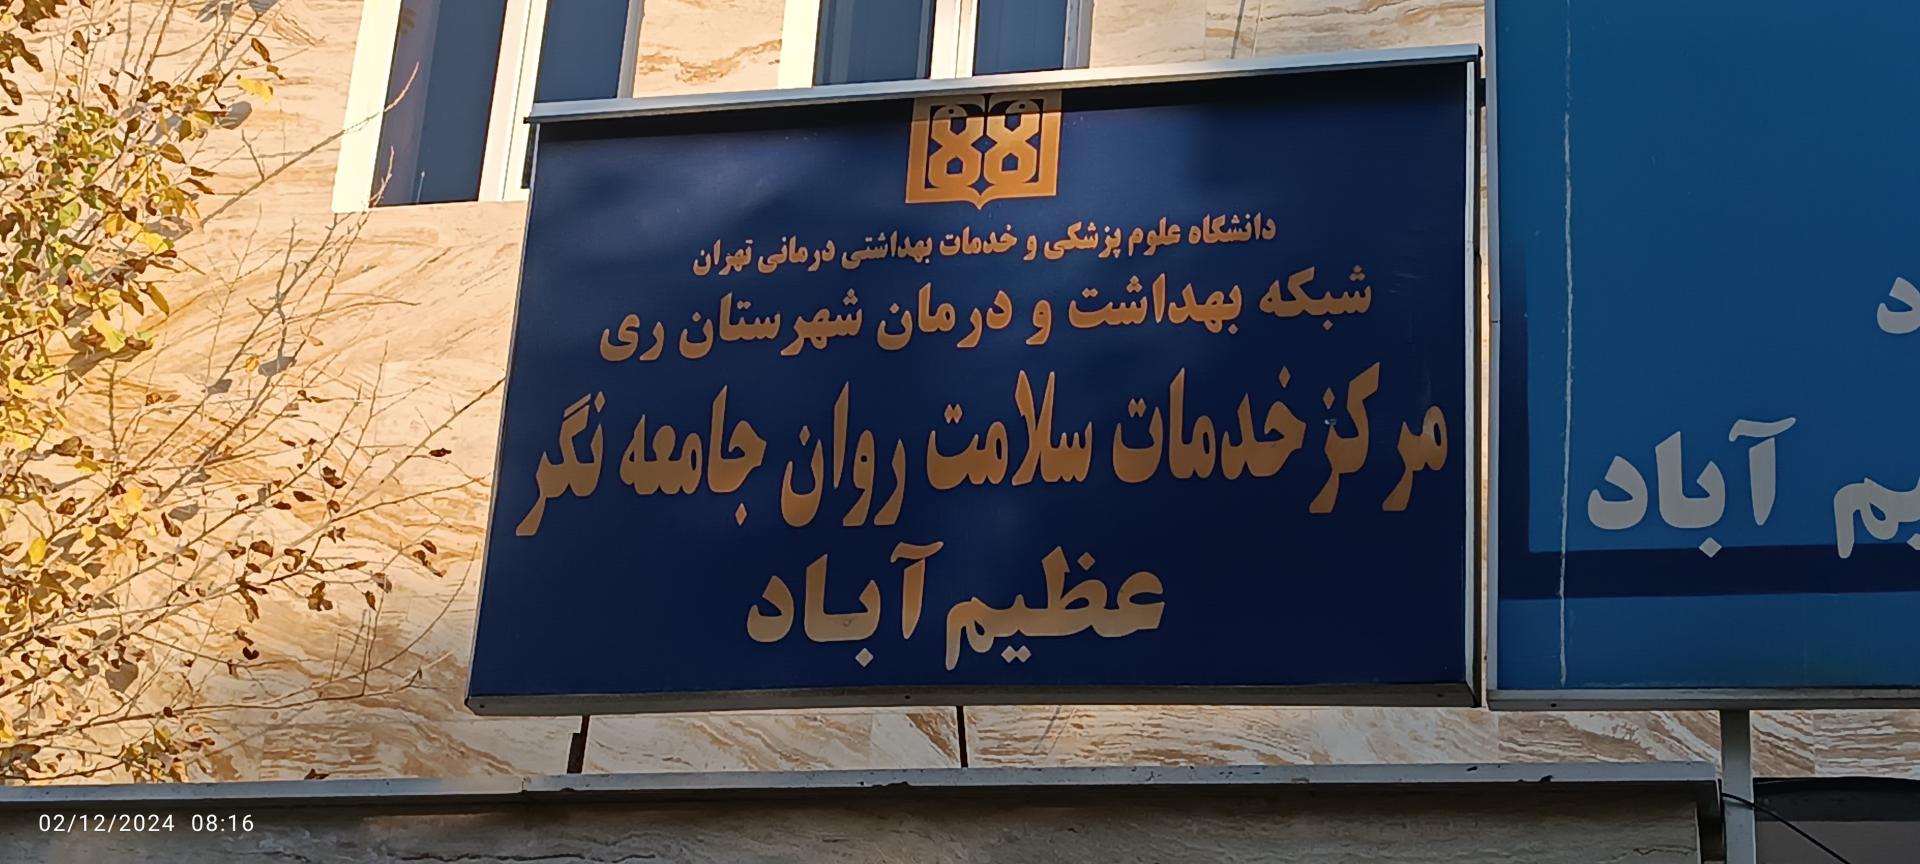 دانشگاه علوم پزشکی و خدمات بهداشتی درمانی تهران
شبکه بهداشت و درمان شهرستان ری
مرکز خدمات سلامت روان جامعه نگر
عظیم آباد
آباد
02/12/2024 08:16